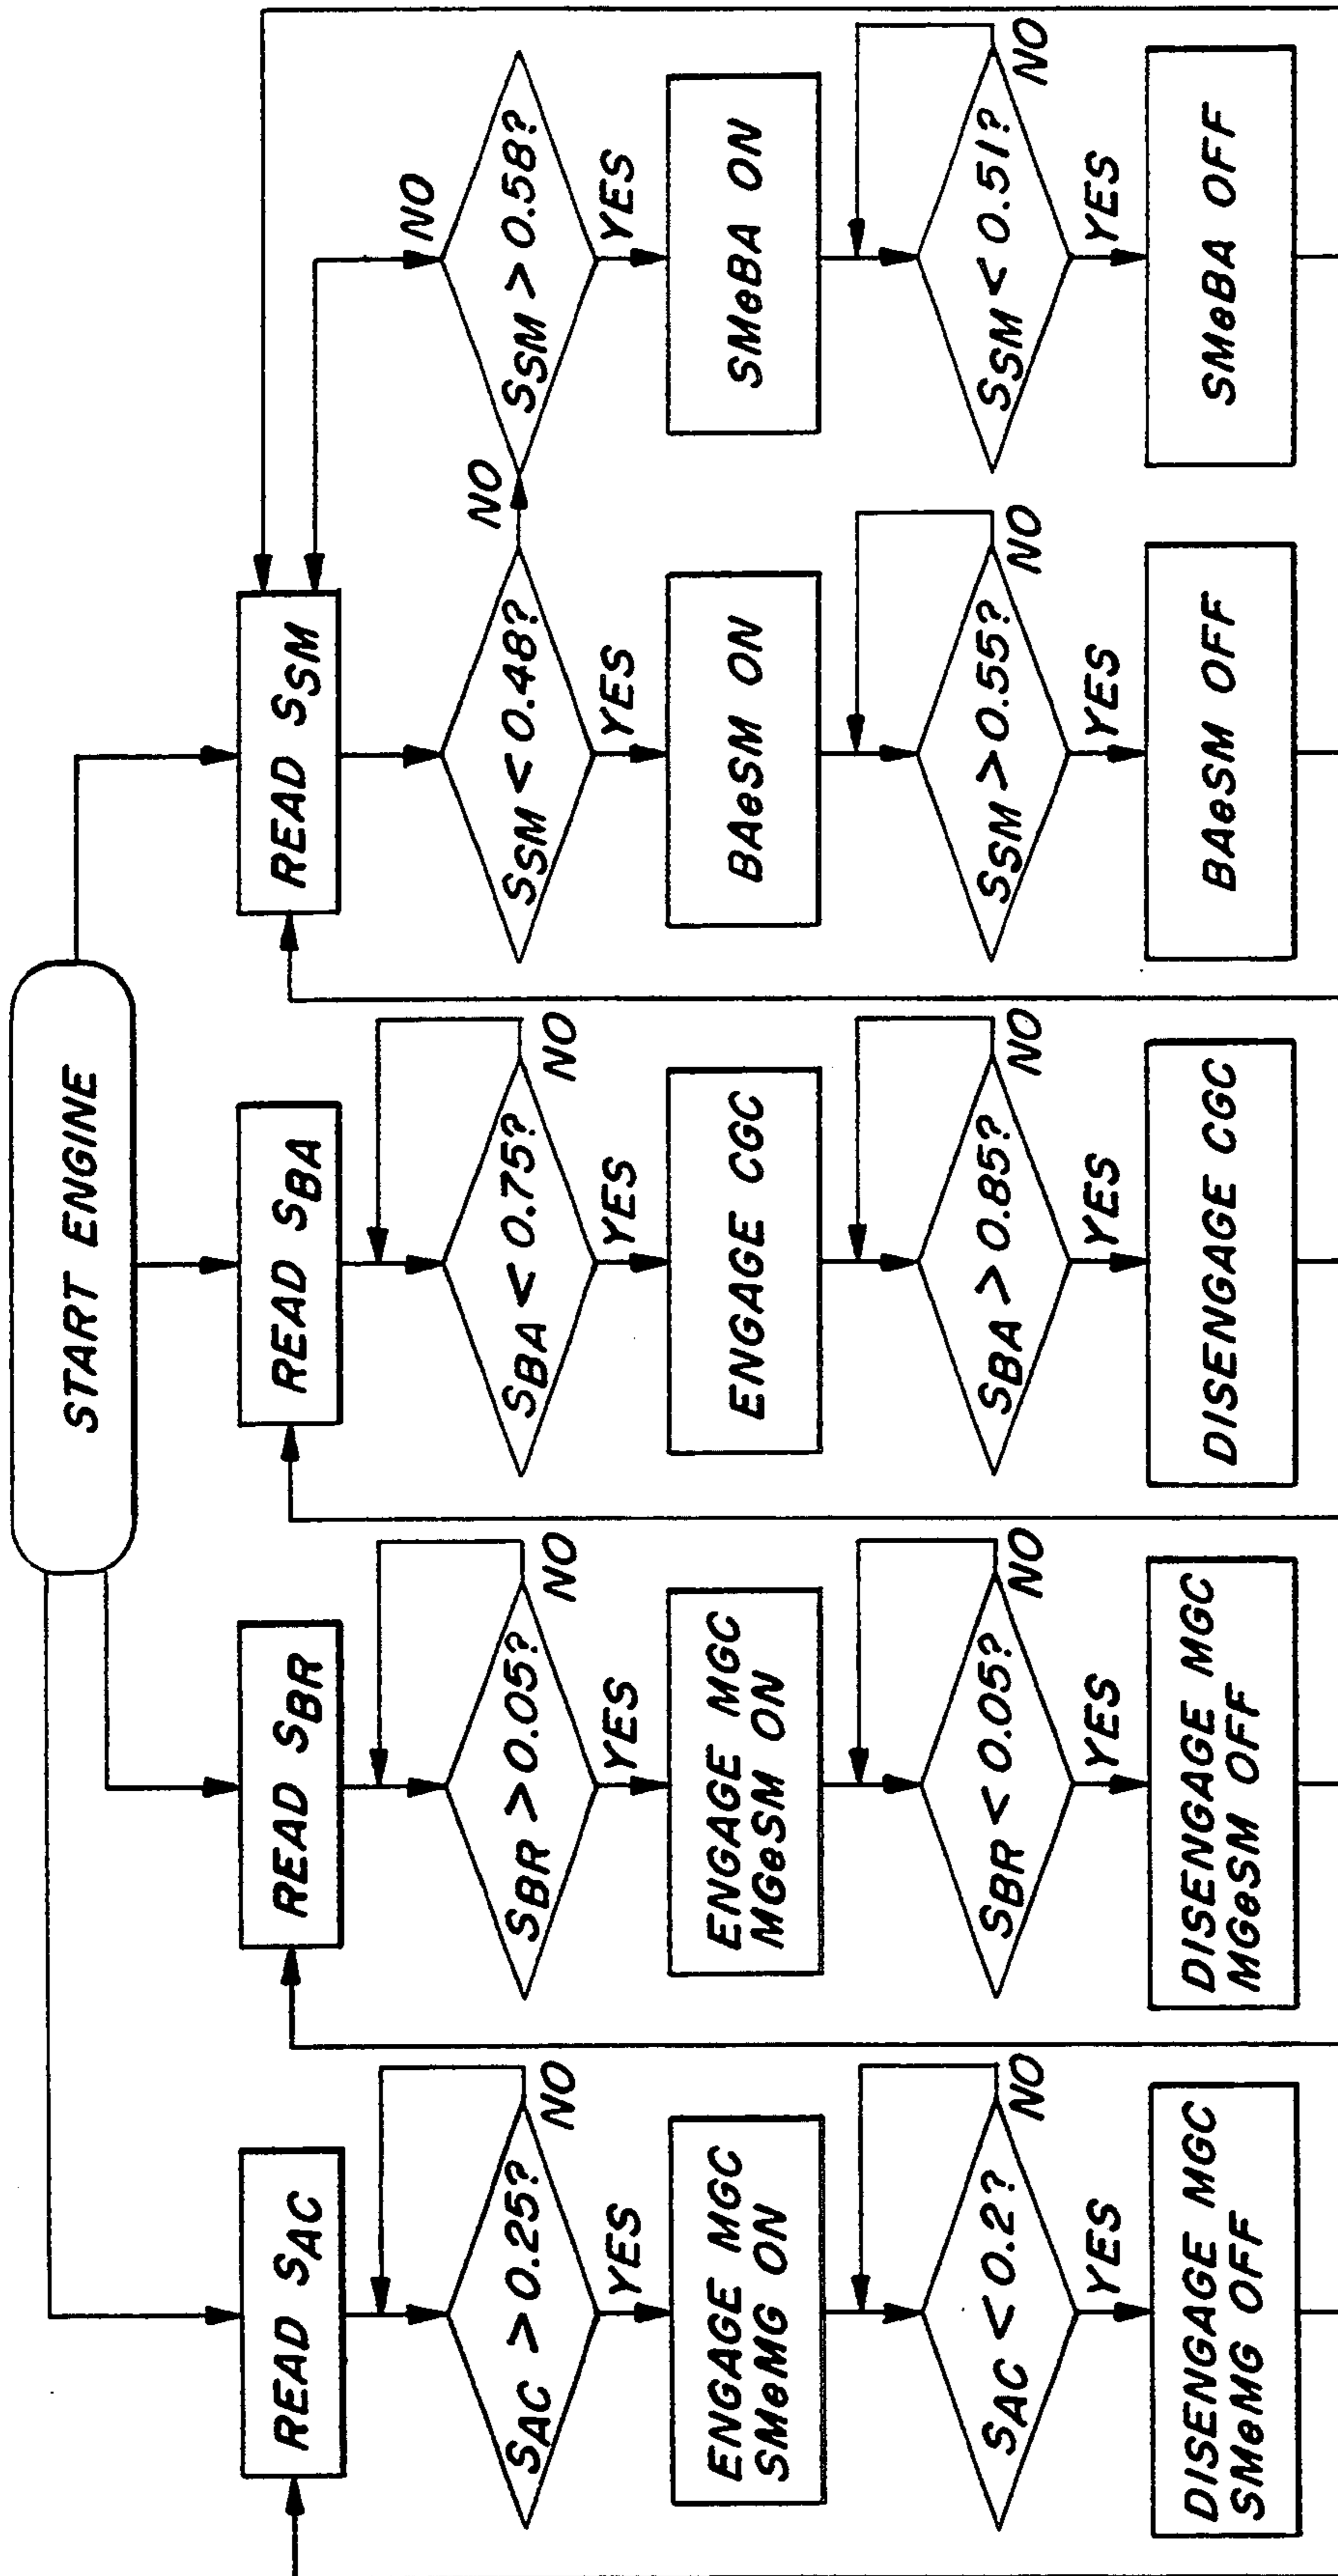 START ENGINE
READ SAC
SAC > 0.25?
NO
YES
ENGAGE MGC
SMeMG ON
SAC < 0.2?
NO
YES
DISENGAGE MGC
SMeMG OFF
READ SBR
SBR > 0.05?
NO
YES
ENGAGE MGC
MGeSM ON
SBR < 0.05?
NO
YES
DISENGAGE MGC
MGeSM OFF
READ SBA
SBA < 0.75?
NO
YES
ENGAGE CGC
SBA > 0.85?
NO
YES
DISENGAGE CGC
READ SSM
SSM < 0.48?
NO
YES
BAeSM ON
SSM > 0.55?
NO
YES
BAeSM OFF
SSM > 0.58?
NO
YES
SMeBA ON
SSM < 0.51?
NO
YES
SMeBA OFF